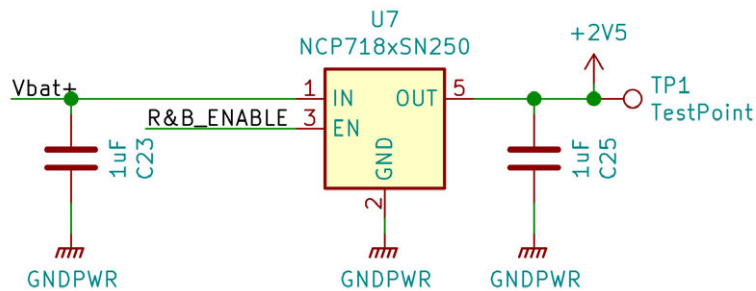 U7
NCP718xSN250
+2V5
Vbat+
1
IN
OUT
5
TP1
TestPoint
R&B_ENABLE
3
EN
GND
2
1uF
C23
1uF
C25
GNDPWR
GNDPWR
GNDPWR